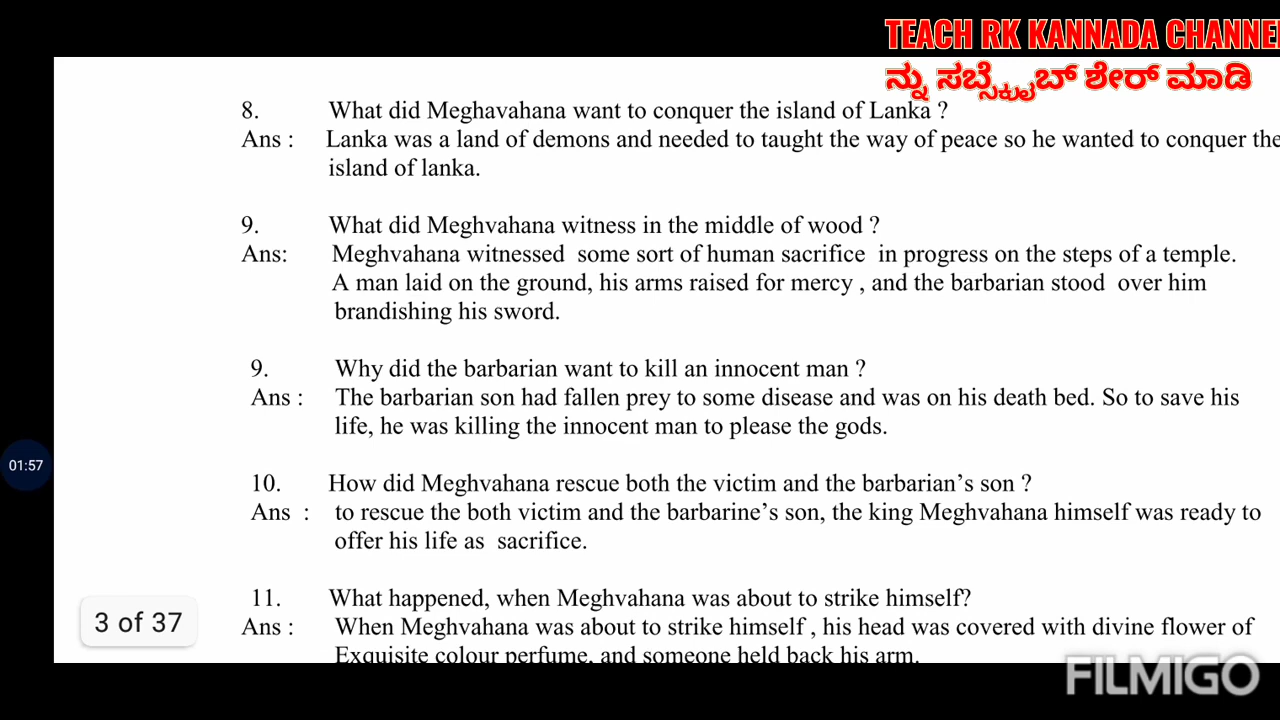 TEACH RK KANNADA CHANNE
ನ್ನು ಸಬ್ಸ್ಕ್ರೈಬ್ ಶೇರ್ ಮಾಡಿ
8. What did Meghavahana want to conquer the island of Lanka ?
Ans : Lanka was a land of demons and needed to taught the way of peace so he wanted to conquer the
island of lanka.
9. What did Meghvahana witness in the middle of wood ?
Ans: Meghvahana witnessed some sort of human sacrifice in progress on the steps of a temple.
A man laid on the ground, his arms raised for mercy , and the barbarian stood over him
brandishing his sword.
9. Why did the barbarian want to kill an innocent man ?
Ans : The barbarian son had fallen prey to some disease and was on his death bed. So to save his
life, he was killing the innocent man to please the gods.
01:57
10. How did Meghvahana rescue both the victim and the barbarian’s son ?
Ans : to rescue the both victim and the barbarine’s son, the king Meghvahana himself was ready to
offer his life as sacrifice.
11. What happened, when Meghvahana was about to strike himself?
3 of 37
Ans : When Meghvahana was about to strike himself , his head was covered with divine flower of
Exquisite colour perfume, and someone held back his arm.
FILMIGO